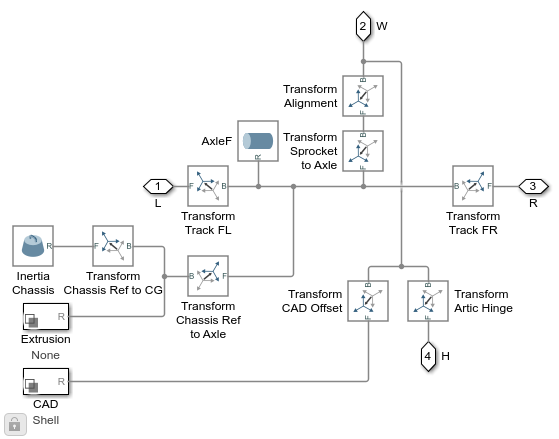 2 W
B
Transform
Alignment
F
AxleF
R
B
Transform
Sprocket
to Axle
F
1
L
F B
Transform
Track FL
B F
Transform
Track FR
3
R
R
Inertia
Chassis
F B
Transform
Chassis Ref to CG
B F
Transform
Chassis Ref
to Axle
B
Transform
CAD Offset
F
B
Transform
Artic Hinge
F
R
Extrusion
None
4 H
R
CAD
Shell